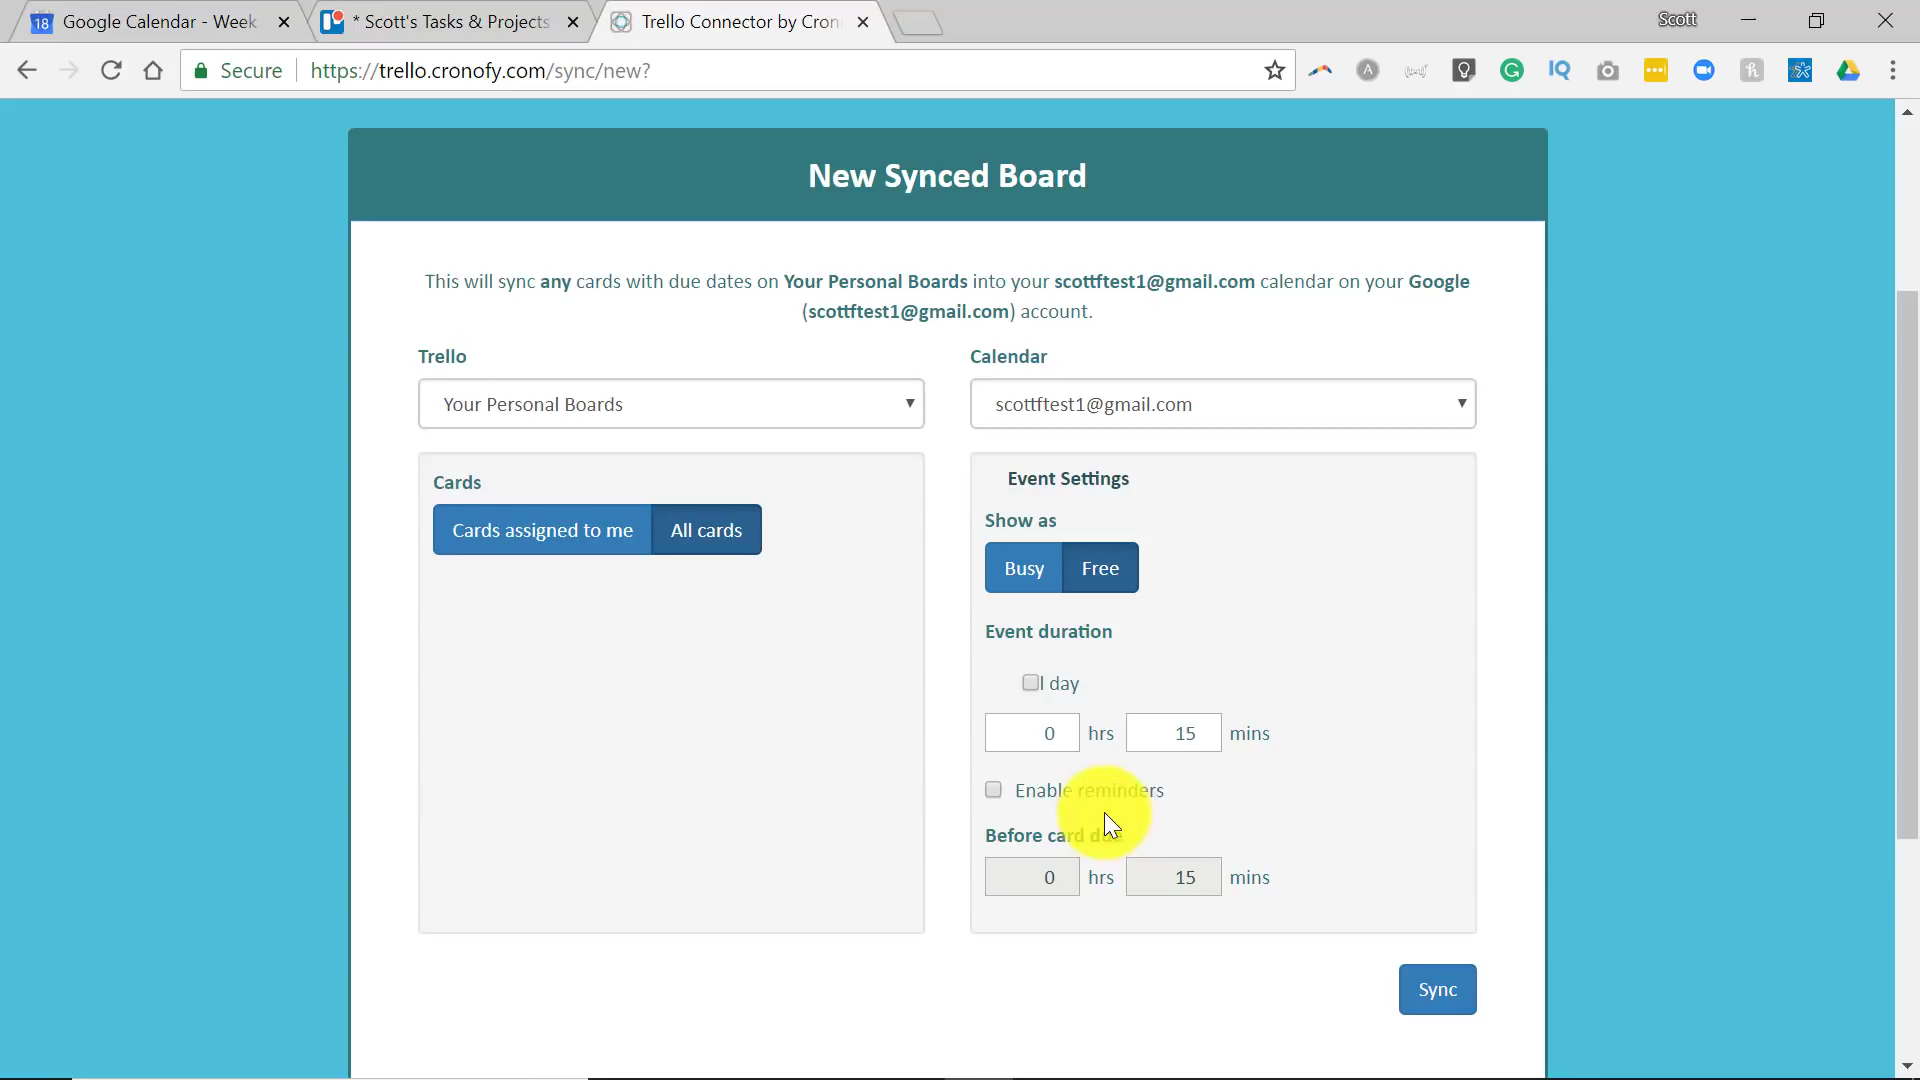 18 Google Calendar - Week
* Scott's Tasks & Projects
Trello Connector by Cron
Scott
Secure https://trello.cronofy.com/sync/new?
New Synced Board
This will sync any cards with due dates on Your Personal Boards into your scottftest1@gmail.com calendar on your Google
(scottftest1@gmail.com) account.
Trello
Calendar
Your Personal Boards
scottftest1@gmail.com
Cards
Cards assigned to me All cards
Event Settings
Show as
Busy Free
Event duration
l day
0 hrs 15 mins
Enable reminders
Before card due
0 hrs 15 mins
Sync